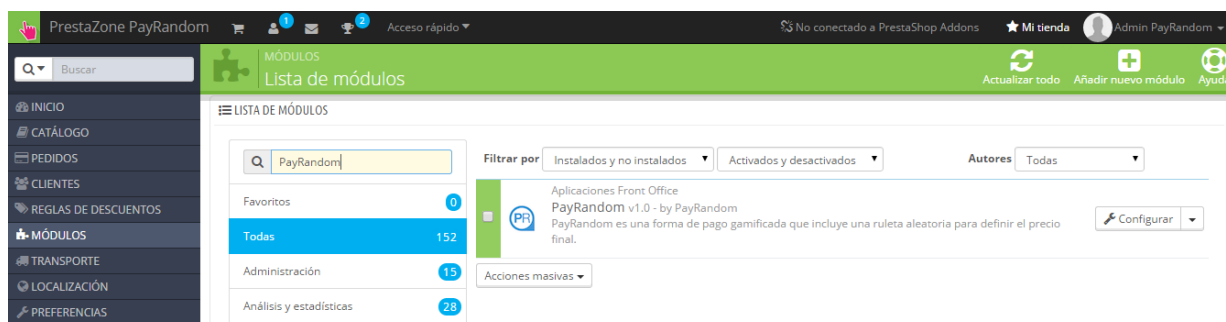 PrestaZone PayRandom 1 2 Acceso rápido No conectado a PrestaShop Addons Mi tienda Admin PayRandom
Buscar
MÓDULOS
Lista de módulos
Actualizar todo Añadir nuevo módulo Ayuda
INICIO
CATÁLOGO
PEDIDOS
CLIENTES
REGLAS DE DESCUENTOS
MÓDULOS
TRANSPORTE
LOCALIZACIÓN
PREFERENCIAS
LISTA DE MÓDULOS
PayRandom
Favoritos 0
Todas 152
Administración 15
Análisis y estadísticas 28
Filtrar por Instalados y no instalados Activados y desactivados Autores Todas
PR
Aplicaciones Front Office
PayRandom v1.0 - by PayRandom
PayRandom es una forma de pago gamificada que incluye una ruleta aleatoria para definir el precio
final.
Configurar
Acciones masivas